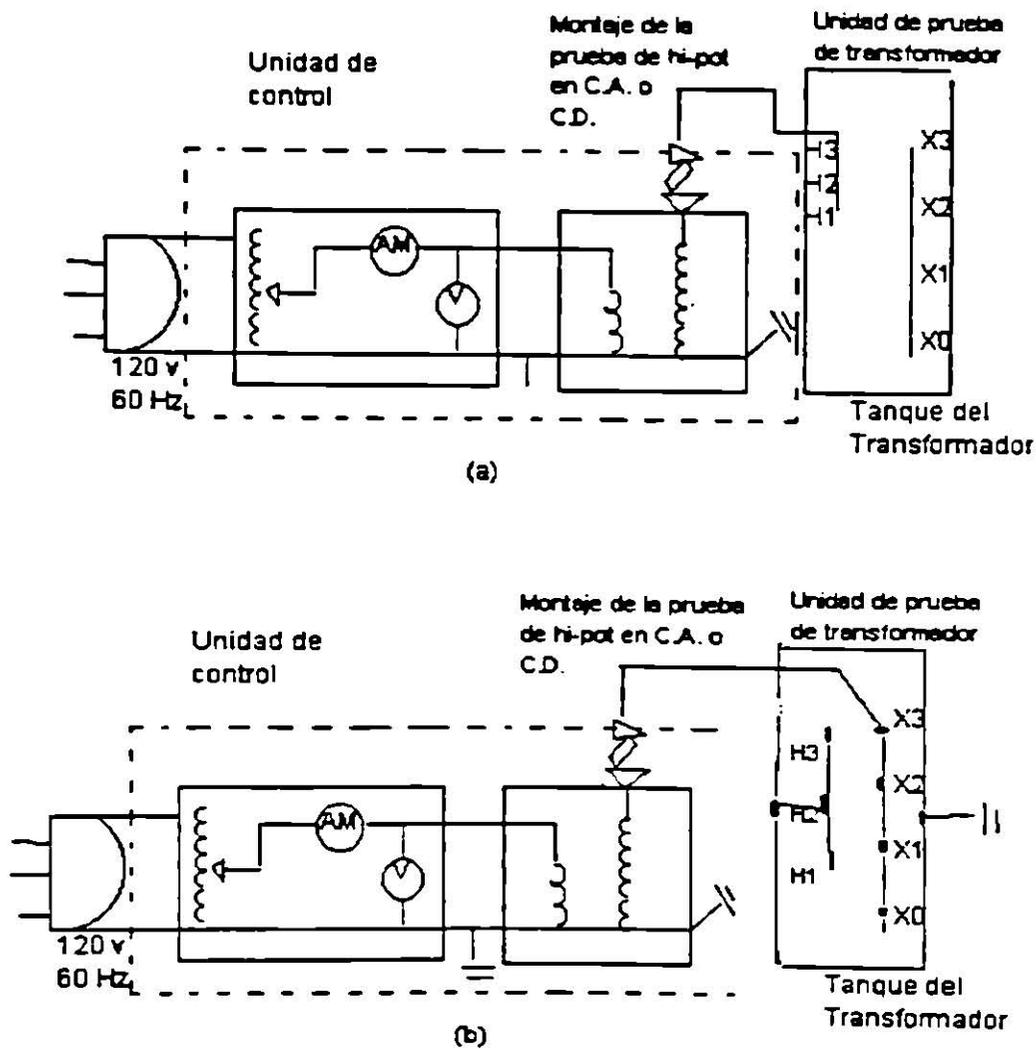 Unidad de
control
Montaje de la
prueba de hi-pot
en C.A. o
C.D.
Unidad de prueba
de transformador
H3
H2
H1
X3
X2
X1
X0
AM
120 v
60 Hz
Tanque del
Transformador
(a)
Unidad de
control
Montaje de la prueba
de hi-pot en C.A. o
C.D.
Unidad de prueba
de transformador
H3
H2
H1
X3
X2
X1
X0
AM
120 v
60 Hz
Tanque del
Transformador
(b)